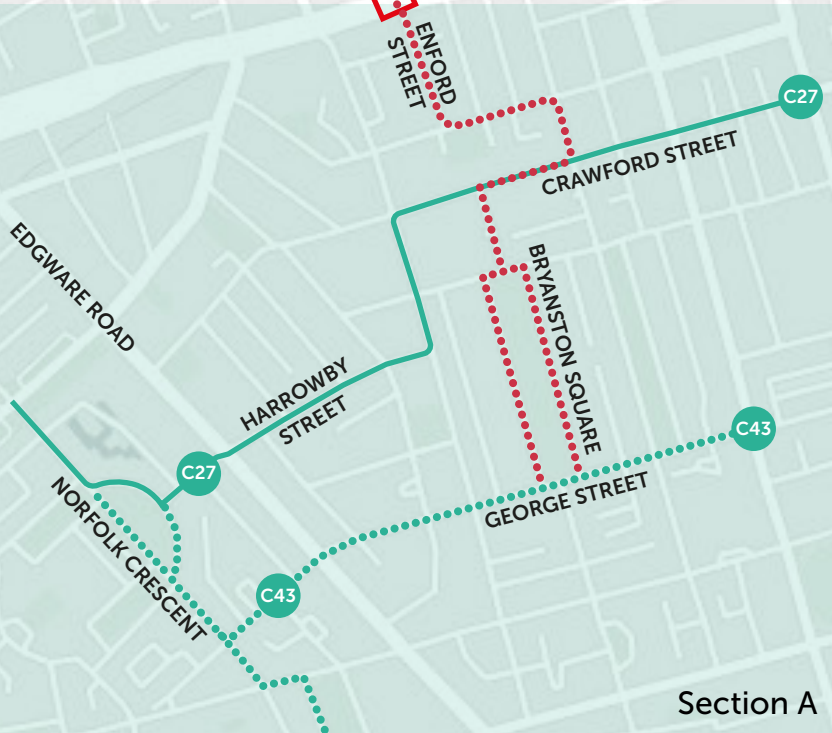 ENFORD
STREET
C27
CRAWFORD STREET
EDGWARE ROAD
BRYANSTON SQUARE
HARROWBY
STREET
C43
C27
GEORGE STREET
NORFOLK CRESCENT
C43
Section A